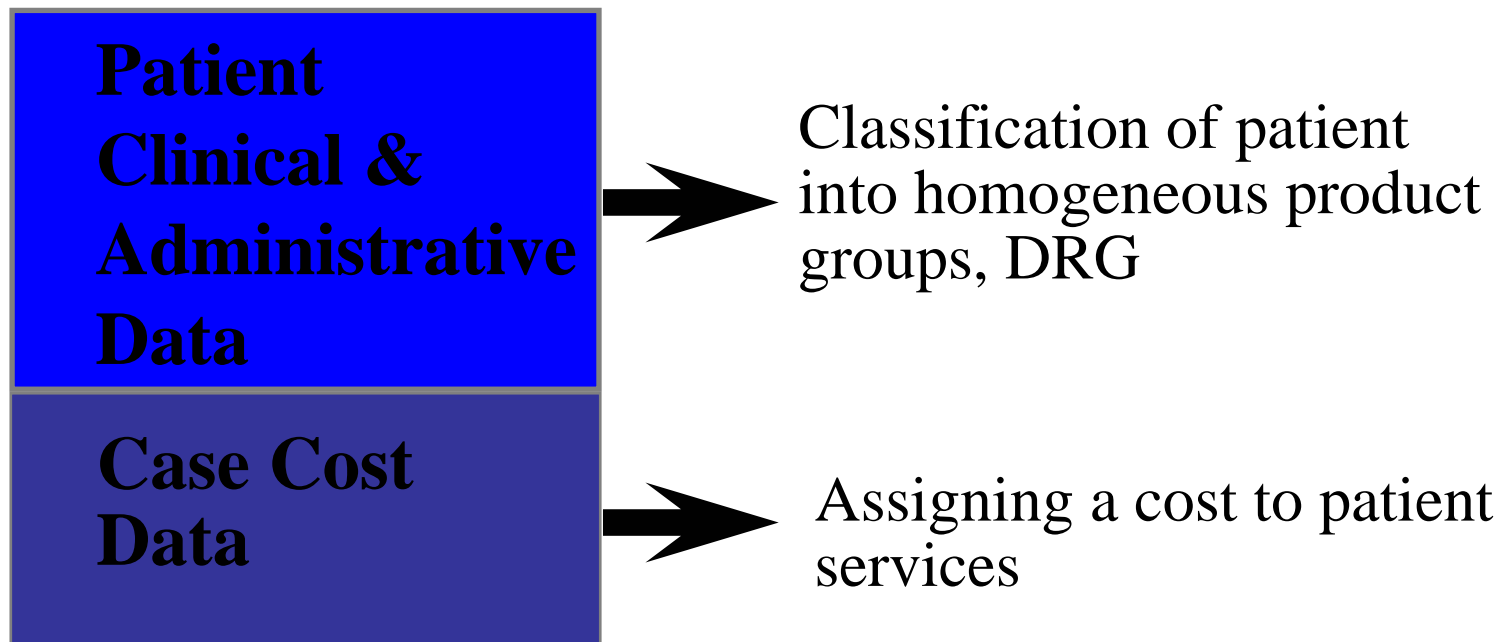 Patient
Clinical &
Administrative
Data
Classification of patient
into homogeneous product
groups, DRG
Case Cost
Data
Assigning a cost to patient
services